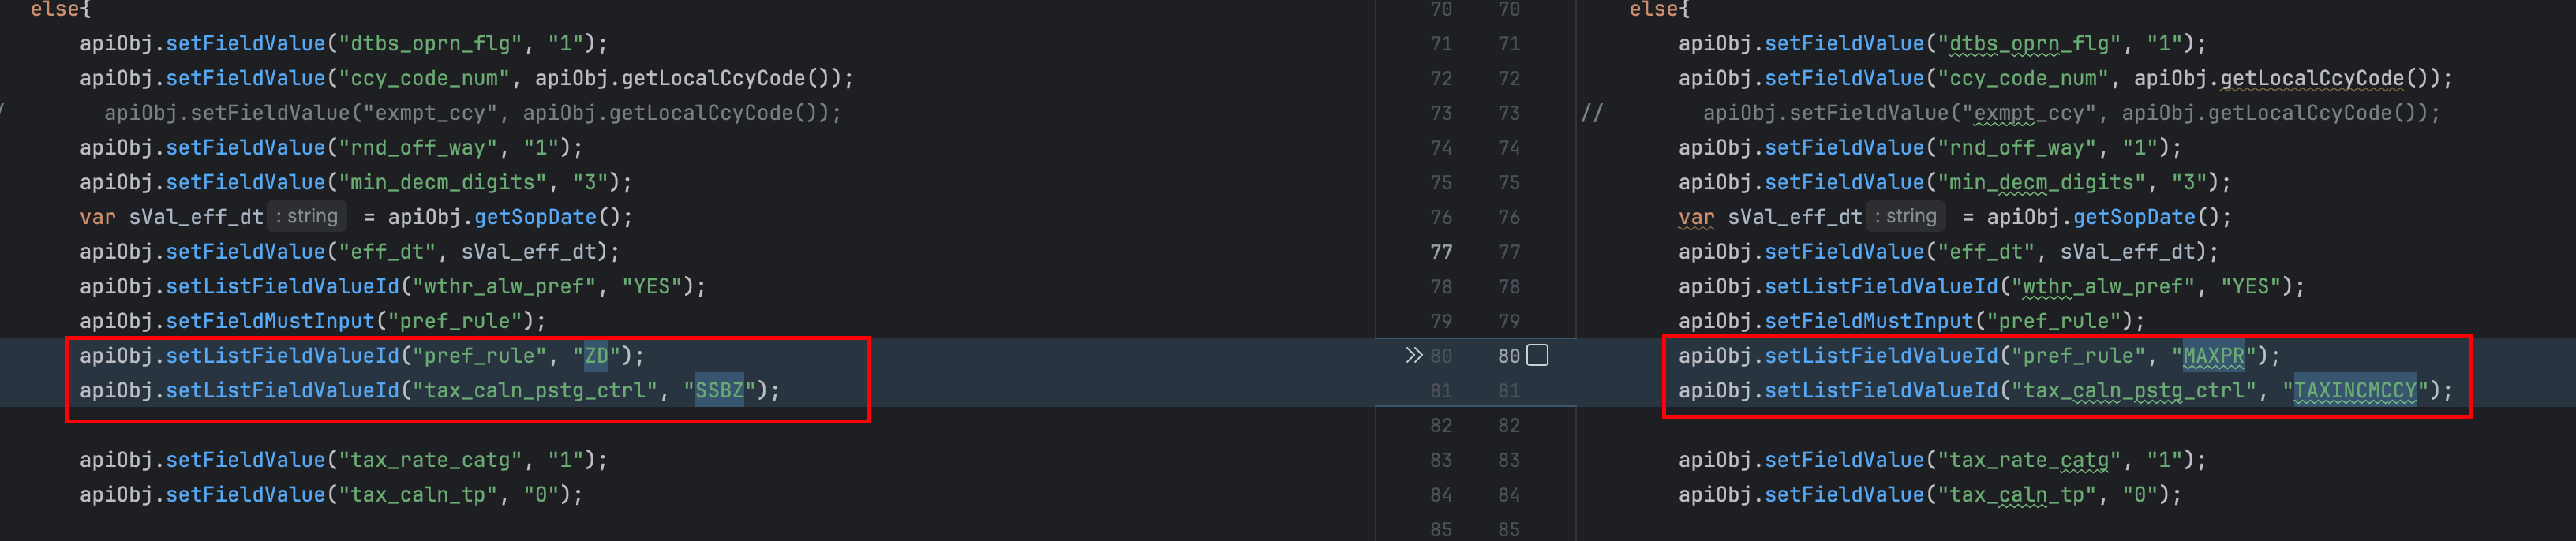 else{
apiObj.setFieldValue("dtbs_oprn_flg", "1");
apiObj.setFieldValue("ccy_code_num", apiObj.getLocalCcyCode());
/ apiObj.setFieldValue("exmpt_ccy", apiObj.getLocalCcyCode());
apiObj.setFieldValue("rnd_off_way", "1");
apiObj.setFieldValue("min_decm_digits", "3");
var sVal_eff_dt : string = apiObj.getSopDate();
apiObj.setFieldValue("eff_dt", sVal_eff_dt);
apiObj.setListFieldValueId("wthr_alw_pref", "YES");
apiObj.setFieldMustInput("pref_rule");
apiObj.setListFieldValueId("pref_rule", "ZD");
apiObj.setListFieldValueId("tax_caln_pstg_ctrl", "SSBZ");
apiObj.setFieldValue("tax_rate_catg", "1");
apiObj.setFieldValue("tax_caln_tp", "0");
70 70
71 71
72 72
73 73
74 74
75 75
76 76
77 77
78 78
79 79
80 80
81 81
82 82
83 83
84 84
85 85
else{
apiObj.setFieldValue("dtbs_oprn_flg", "1");
apiObj.setFieldValue("ccy_code_num", apiObj.getLocalCcyCode());
// apiObj.setFieldValue("exmpt_ccy", apiObj.getLocalCcyCode());
apiObj.setFieldValue("rnd_off_way", "1");
apiObj.setFieldValue("min_decm_digits", "3");
var sVal_eff_dt : string = apiObj.getSopDate();
apiObj.setFieldValue("eff_dt", sVal_eff_dt);
apiObj.setListFieldValueId("wthr_alw_pref", "YES");
apiObj.setFieldMustInput("pref_rule");
apiObj.setListFieldValueId("pref_rule", "MAXPR");
apiObj.setListFieldValueId("tax_caln_pstg_ctrl", "TAXINCMCCY");
apiObj.setFieldValue("tax_rate_catg", "1");
apiObj.setFieldValue("tax_caln_tp", "0");